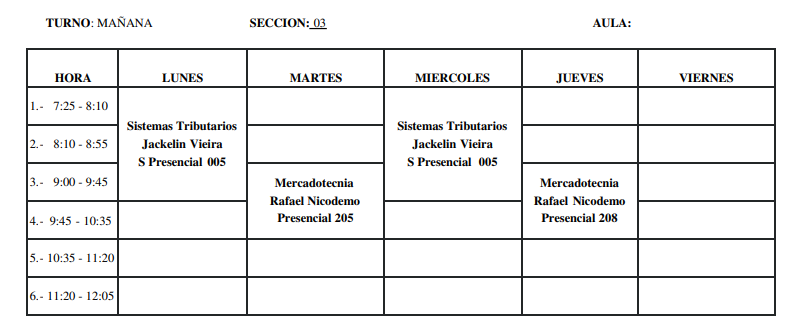 TURNO: MAÑANA SECCION: 03 AULA:
HORA LUNES MARTES MIERCOLES JUEVES VIERNES
1.- 7:25 - 8:10
Sistemas Tributarios Sistemas Tributarios
2.- 8:10 - 8:55 Jackelin Vieira Jackelin Vieira
S Presencial 005 S Presencial 005
3.- 9:00 - 9:45 Mercadotecnia Mercadotecnia
Rafael Nicodemo Rafael Nicodemo
4.- 9:45 - 10:35 Presencial 205 Presencial 208
5.- 10:35 - 11:20
6.- 11:20 - 12:05